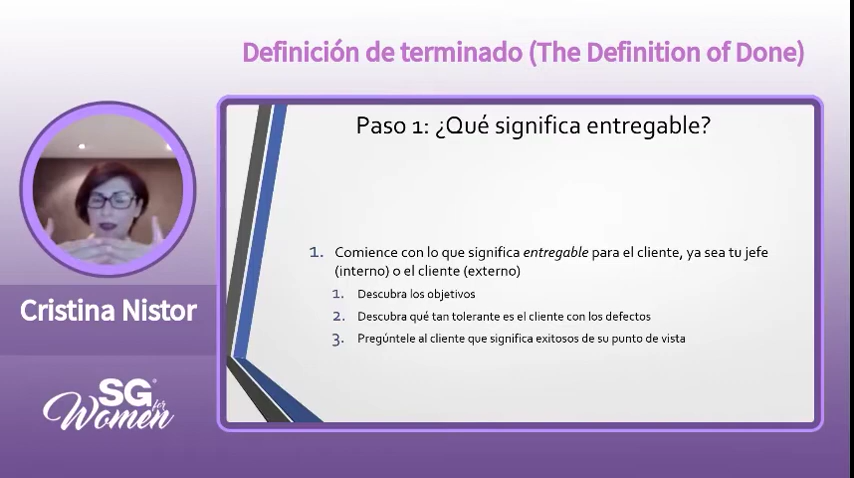 Definición de terminado (The Definition of Done)
Paso 1: ¿Qué significa entregable?
1. Comience con lo que significa entregable para el cliente, ya sea tu jefe
(interno) o el cliente (externo)
1. Descubra los objetivos
2. Descubra qué tan tolerante es el cliente con los defectos
3. Pregúntele al cliente que significa exitosos de su punto de vista
Cristina Nistor
SG®
for
Women